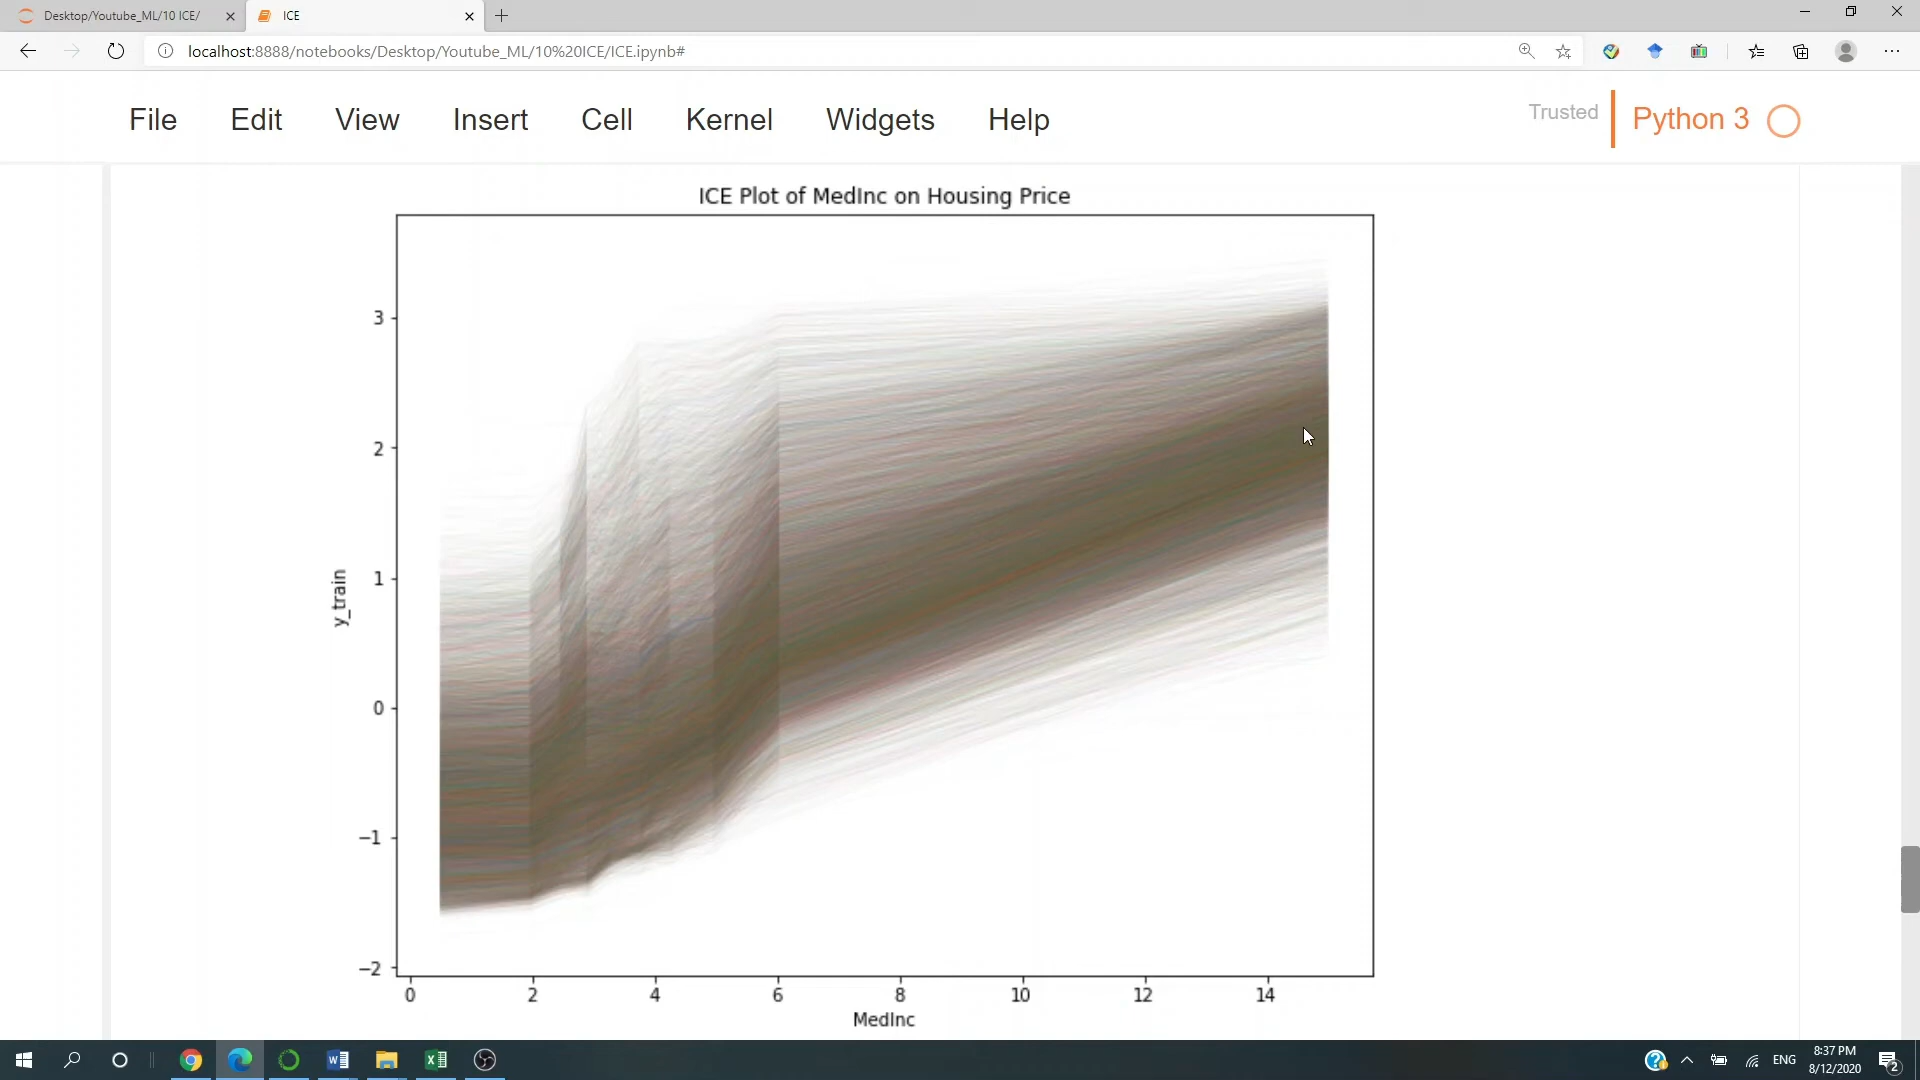 Desktop/Youtube_ML/10 ICE/
ICE
localhost:8888/notebooks/Desktop/Youtube_ML/10%20ICE/ICE.ipynb#
File Edit View Insert Cell Kernel Widgets Help
Trusted
Python 3
ICE Plot of MedInc on Housing Price
3
2
1
0
−1
−2
y_train
0 2 4 6 8 10 12 14
MedInc
ENG
8:37 PM
8/12/2020
2